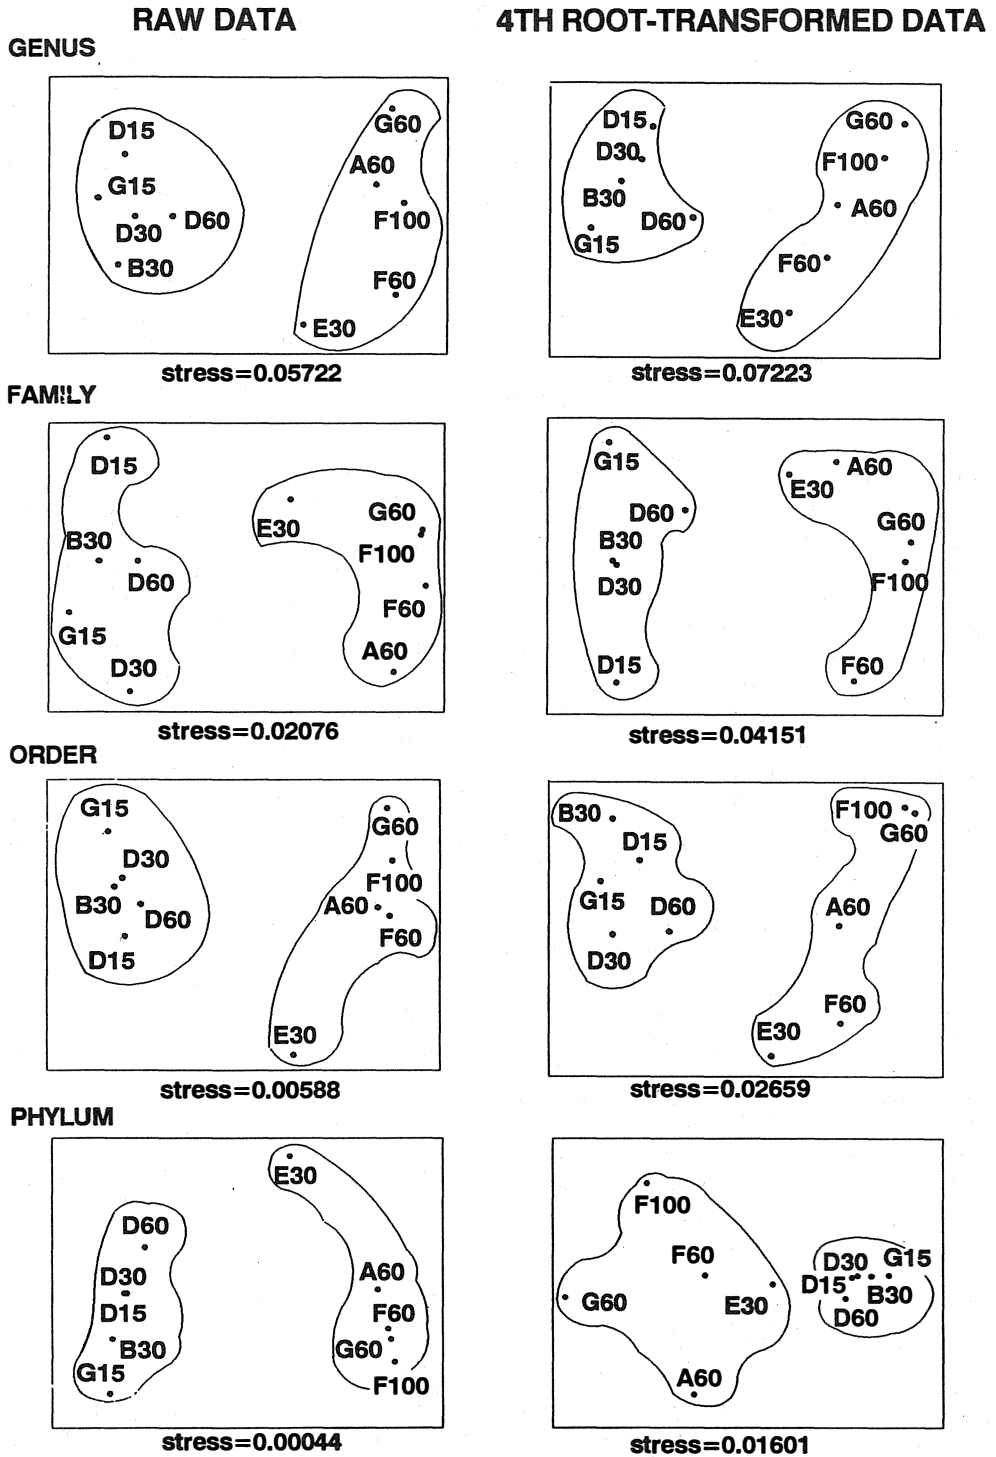 RAW DATA
4TH ROOT-TRANSFORMED DATA
GENUS
D15
G15
D30
D60
B30
G60
A60
F100
F60
E30
stress=0.05722
D15
D30
B30
D60
G15
G60
F100
A60
F60
E30
stress=0.07223
FAMILY
D15
B30
D60
G15
D30
E30
G60
F100
F60
A60
stress=0.02076
G15
D60
B30
D30
D15
A60
E30
G60
F100
F60
stress=0.04151
ORDER
G15
D30
B30
D60
D15
G60
F100
A60
F60
E30
stress=0.00588
B30
D15
G15
D60
D30
F100
G60
A60
F60
E30
stress=0.02659
PHYLUM
D60
D30
D15
B30
G15
E30
A60
F60
G60
F100
stress=0.00044
F100
F60
G60
E30
A60
D30
G15
D15
B30
D60
stress=0.01601